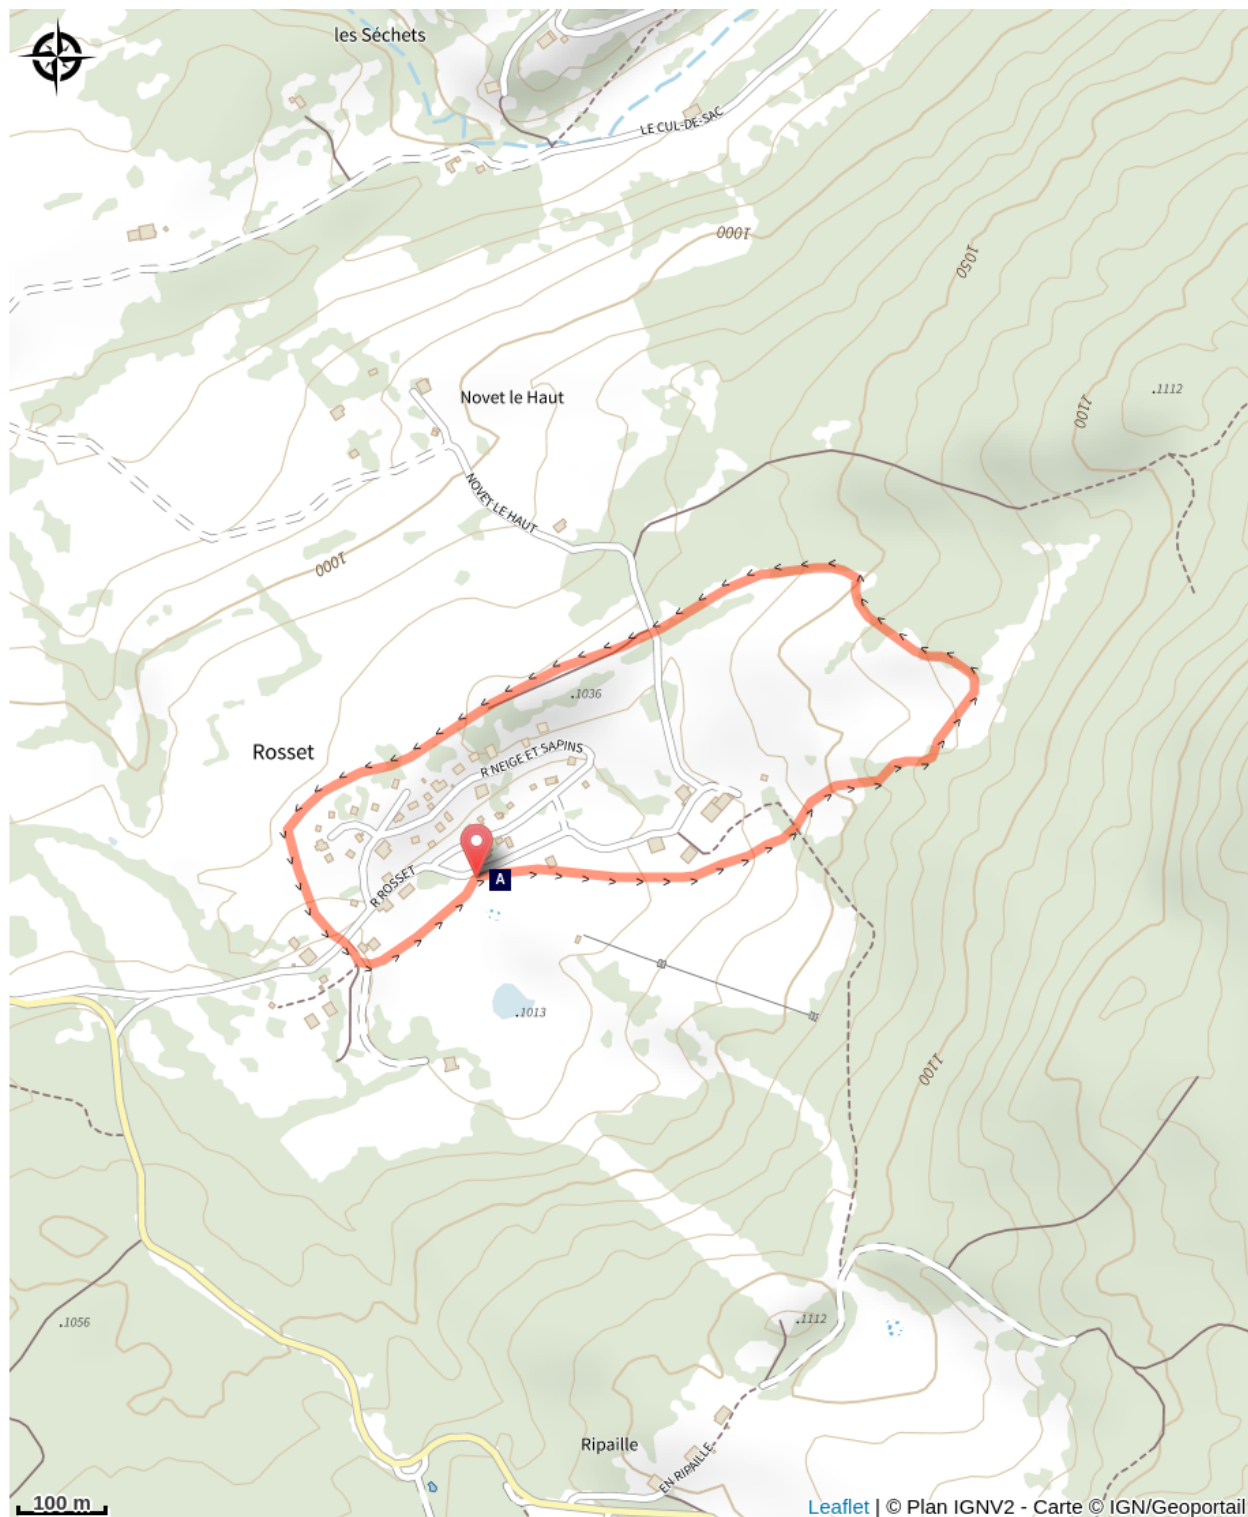 les Séchets
LE CUL-DE-SAC
1000
1050
.1112
1100
Novet le Haut
NOVET LE HAUT
1000
.1036
Rosset
R NEIGE ET SAPINS
R ROSSET
A
.1013
1100
.1112
.1056
Ripaille
EN RIPAILLE
100 m
Leaflet | © Plan IGNV2 - Carte © IGN/Geoportail